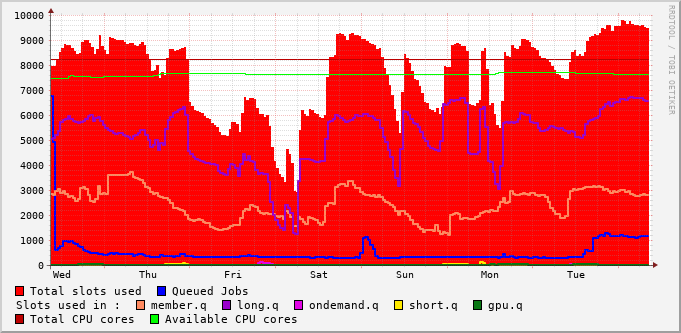 10000
9000
8000
7000
6000
5000
4000
3000
2000
1000
0
Wed Thu Fri Sat Sun Mon Tue
RRDTOOL / TOBI OETIKER
Total slots used Queued Jobs
Slots used in : member.q long.q ondemand.q short.q gpu.q
Total CPU cores Available CPU cores